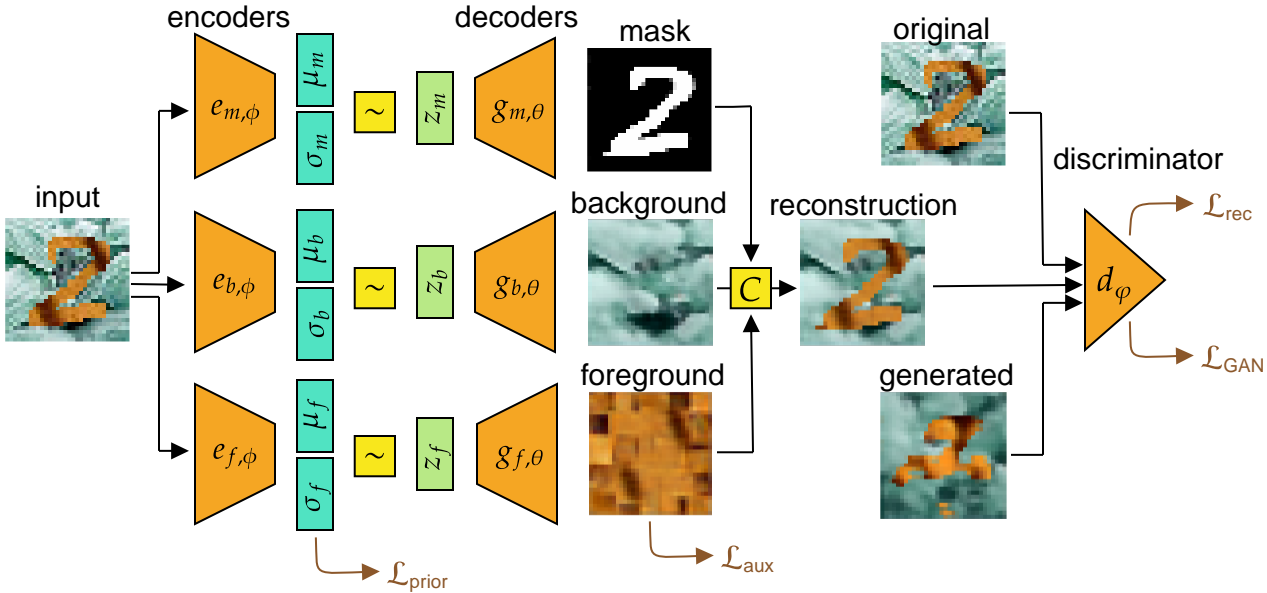 encoders
decoders
mask
original
e_{m,ϕ}
μ_m
σ_m
~
z_m
g_{m,θ}
discriminator
input
background
reconstruction
ℒ_rec
e_{b,ϕ}
μ_b
σ_b
~
z_b
g_{b,θ}
C
d_φ
foreground
generated
ℒ_GAN
e_{f,ϕ}
μ_f
σ_f
~
z_f
g_{f,θ}
ℒ_prior
ℒ_aux